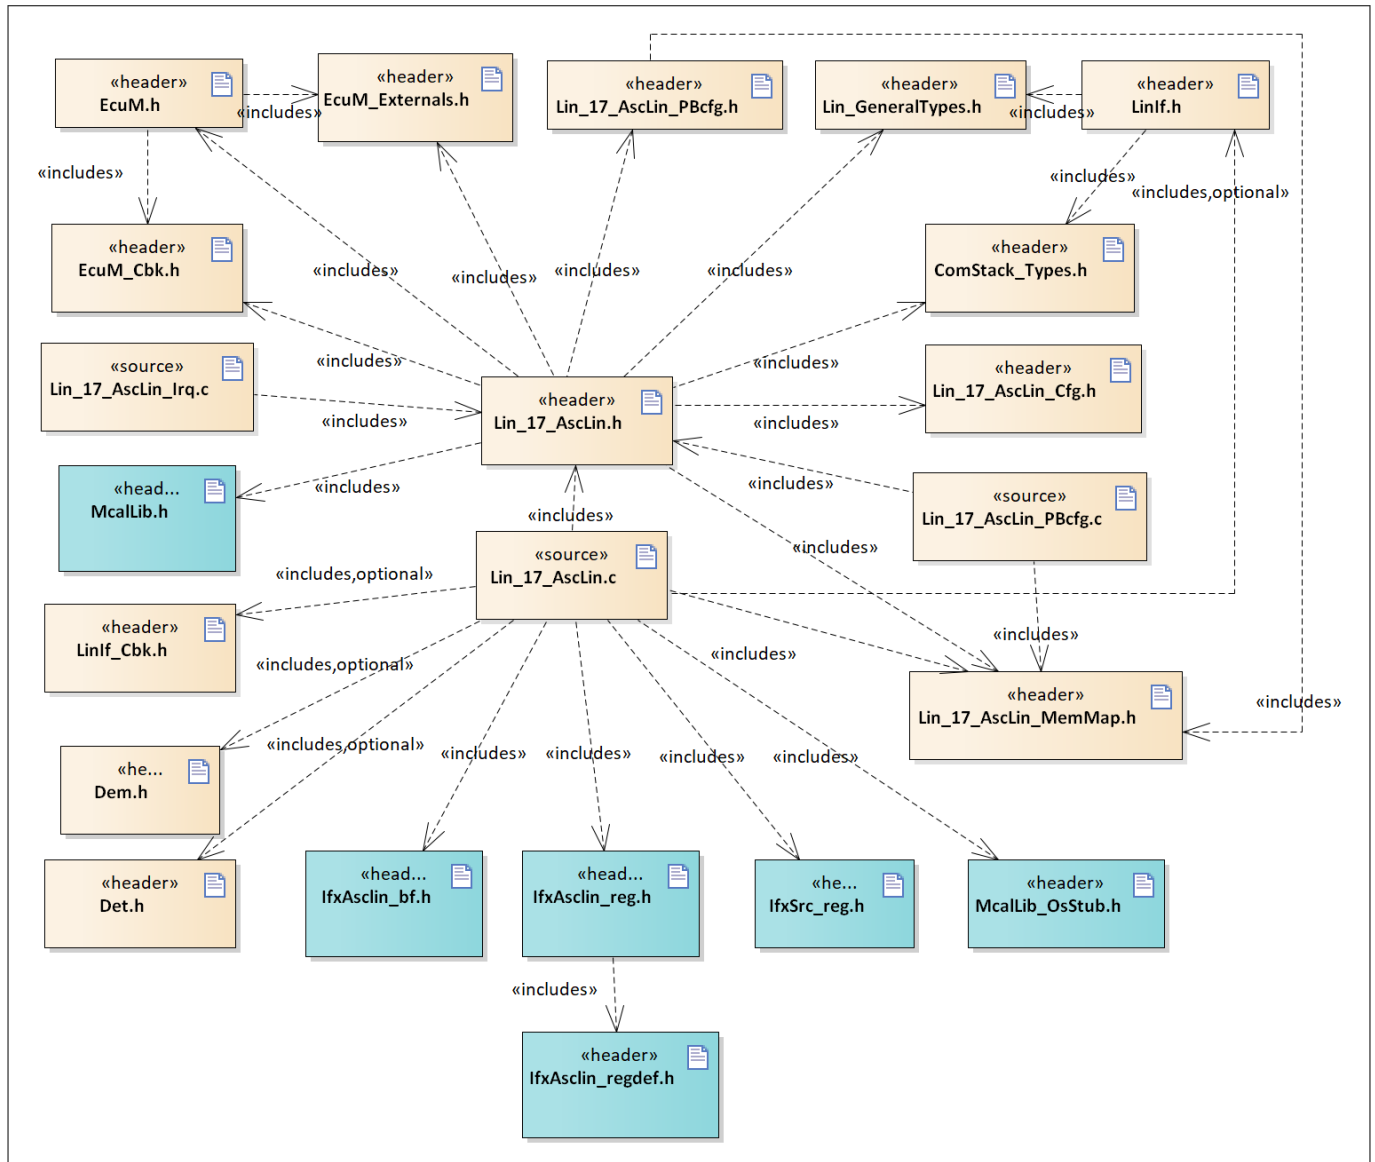 «header»
EcuM.h
«includes»
«header»
EcuM_Externals.h
«header»
Lin_17_AscLin_PBcfg.h
«header»
Lin_GeneralTypes.h
«includes»
«header»
LinIf.h
«includes»
«includes»
«includes,optional»
«header»
EcuM_Cbk.h
«includes»
«includes»
«includes»
«includes»
«header»
ComStack_Types.h
«source»
Lin_17_AscLin_Irq.c
«includes»
«includes»
«header»
Lin_17_AscLin.h
«includes»
«includes»
«header»
Lin_17_AscLin_Cfg.h
«head...
McalLib.h
«includes»
«includes»
«includes»
«source»
Lin_17_AscLin_PBcfg.c
«source»
Lin_17_AscLin.c
«includes»
«includes,optional»
«header»
LinIf_Cbk.h
«includes,optional»
«includes»
«includes»
«header»
Lin_17_AscLin_MemMap.h
«includes»
«he...
Dem.h
«includes,optional»
«includes»
«includes»
«includes»
«includes»
«header»
Det.h
«head...
IfxAsclin_bf.h
«head...
IfxAsclin_reg.h
«he...
IfxSrc_reg.h
«header»
McalLib_OsStub.h
«includes»
«header»
IfxAsclin_regdef.h